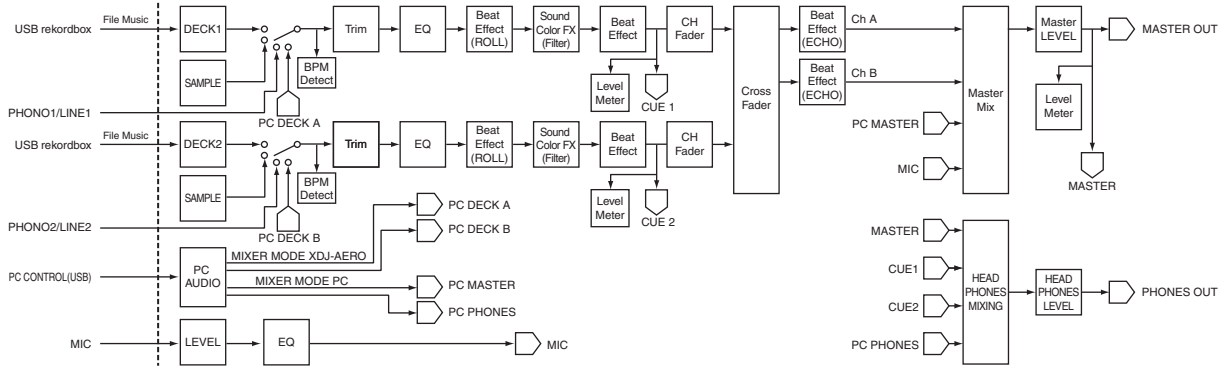 USB rekordbox
File Music
DECK1
SAMPLE
PHONO1/LINE1
PC DECK A
BPM
Detect
Trim
EQ
Beat
Effect
(ROLL)
Sound
Color FX
(Filter)
Beat
Effect
Level
Meter
CUE 1
CH
Fader
Cross
Fader
Beat
Effect
(ECHO)
Ch A
Beat
Effect
(ECHO)
Ch B
PC MASTER
MIC
Master
Mix
Master
LEVEL
MASTER OUT
Level
Meter
MASTER
USB rekordbox
File Music
DECK2
SAMPLE
PHONO2/LINE2
PC DECK B
BPM
Detect
Trim
EQ
Beat
Effect
(ROLL)
Sound
Color FX
(Filter)
Beat
Effect
Level
Meter
CUE 2
CH
Fader
PC CONTROL(USB)
PC
AUDIO
MIXER MODE XDJ-AERO
MIXER MODE PC
PC DECK A
PC DECK B
PC MASTER
PC PHONES
MIC
LEVEL
EQ
MIC
MASTER
CUE1
CUE2
PC PHONES
HEAD
PHONES
MIXING
HEAD
PHONES
LEVEL
PHONES OUT